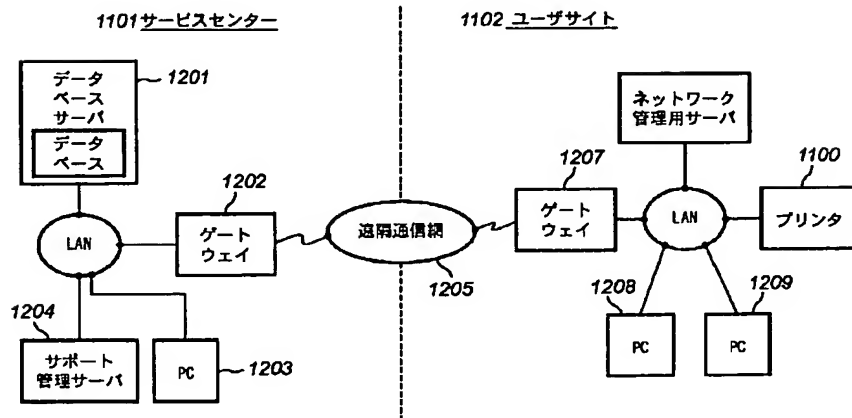 1101 サービスセンター
1102 ユーザサイト
データ
ベース
サーバ
データ
ベース
1201
ネットワーク
管理用サーバ
1202
1207
1100
LAN
ゲート
ウェイ
遠隔通信網
ゲート
ウェイ
LAN
プリンタ
1205
1204
1208
1209
サポート
管理サーバ
PC
1203
PC
PC